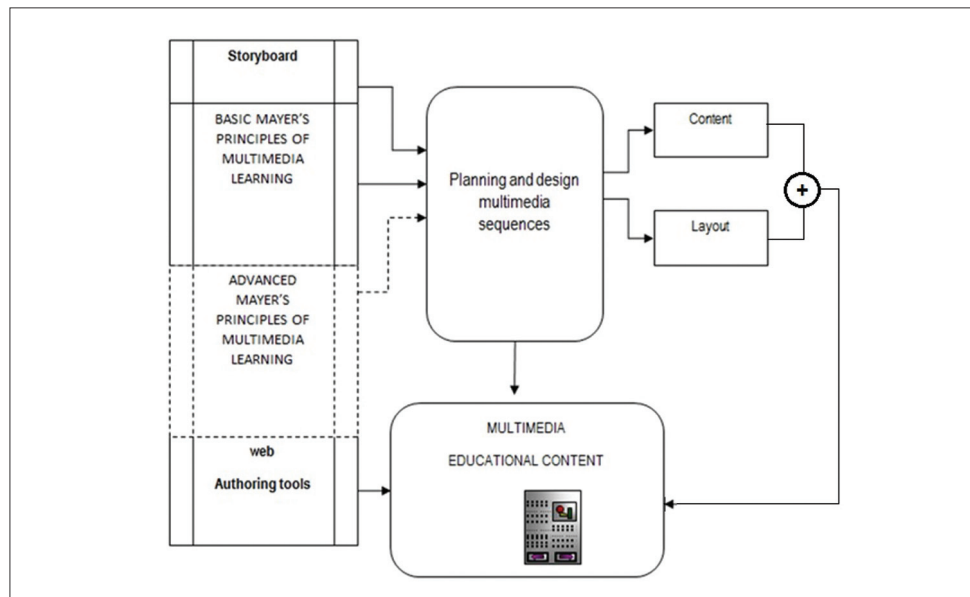 Storyboard
BASIC MAYER'S
PRINCIPLES OF
MULTIMEDIA
LEARNING
ADVANCED
MAYER'S
PRINCIPLES OF
MULTIMEDIA
LEARNING
web
Authoring tools
Planning and design
multimedia
sequences
Content
+
Layout
MULTIMEDIA
EDUCATIONAL CONTENT